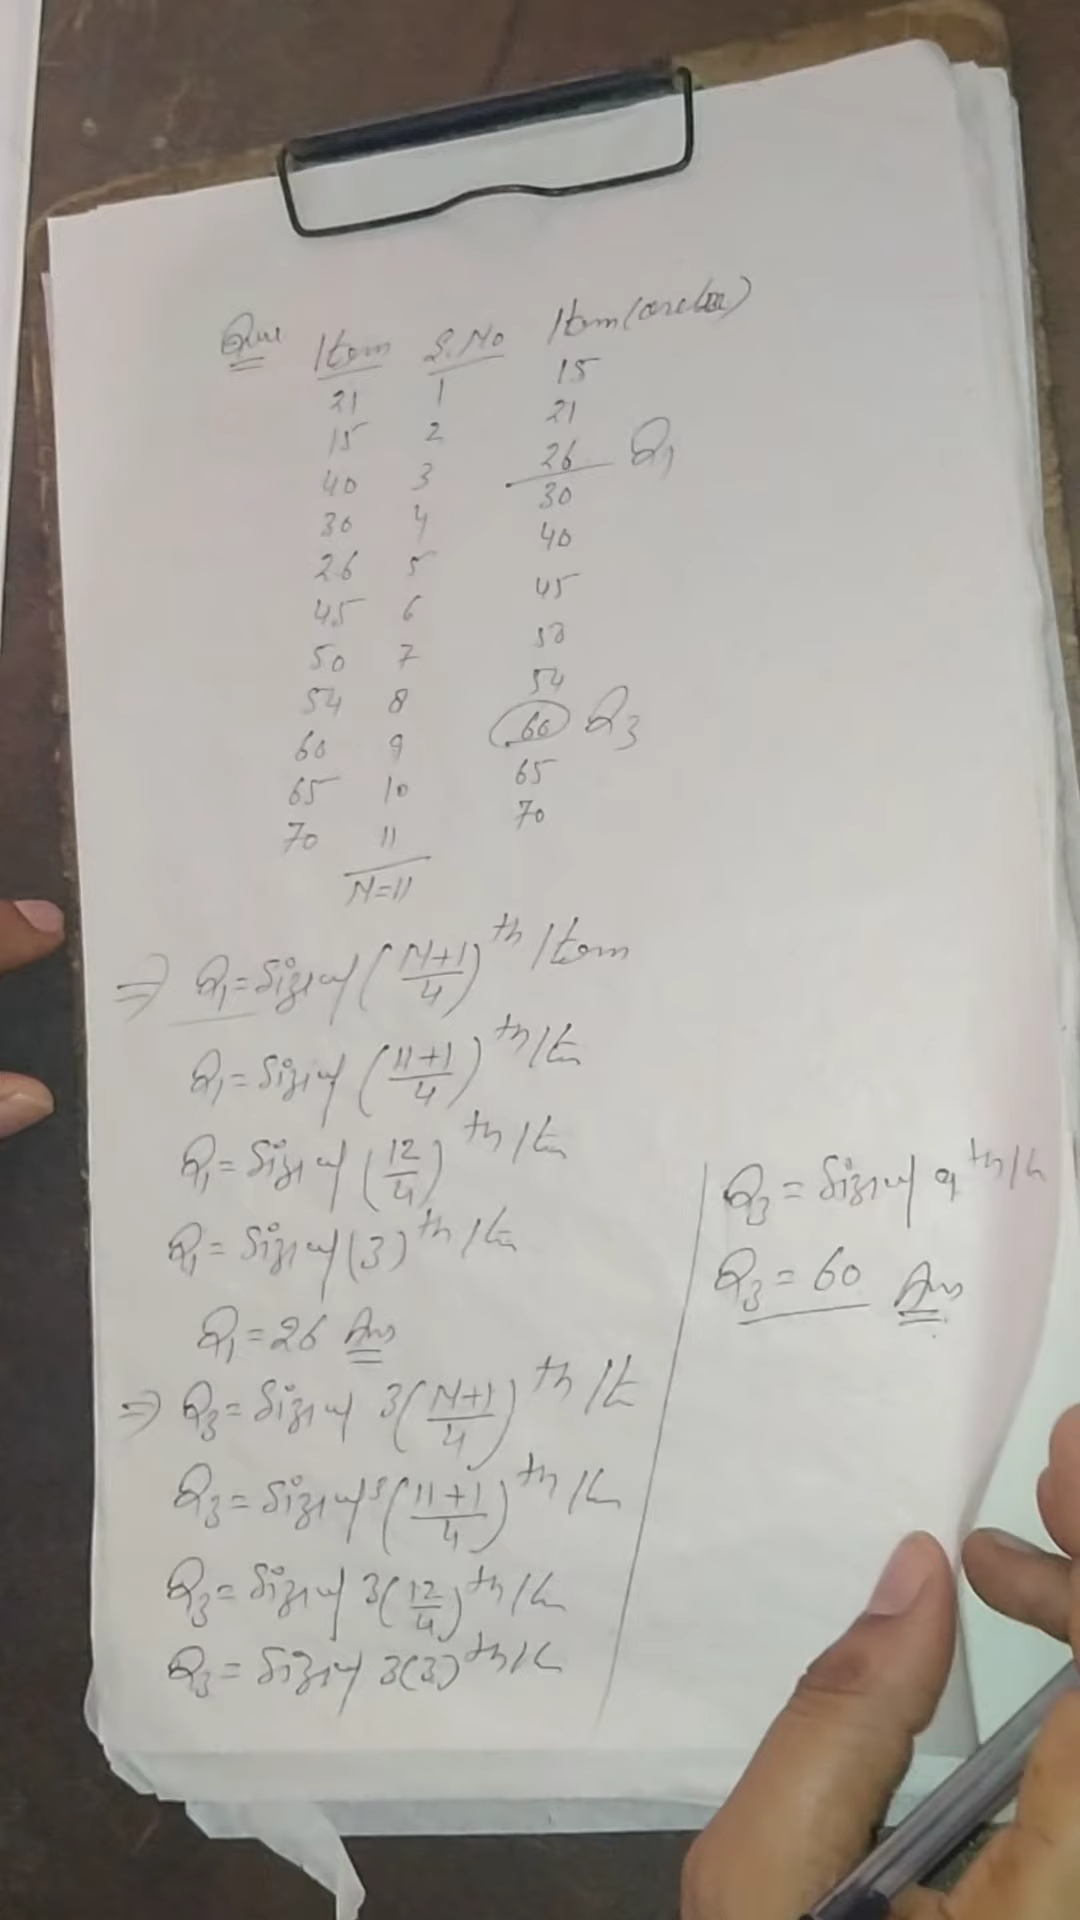 Que Item S.No Item (order)
21 1 15
15 2 21
40 3 26 Q₁
30 4 30
26 5 40
45 6 45
50 7 50
54 8 54
60 9 60 Q₃
65 10 65
70 11 70
N=11
⇒ Q₁ = Size of (N+1/4)th Item
Q₁ = Size of (11+1/4)th It
Q₁ = Size of (12/4)th It
Q₁ = Size of (3)th It
Q₁ = 26 Ans
⇒ Q₃ = Size of 3(N+1/4)th It
Q₃ = Size of 3(11+1/4)th It
Q₃ = Size of 3(12/4)th It
Q₃ = Size of 3(3)th It
Q₃ = Size of 9th It
Q₃ = 60 Ans